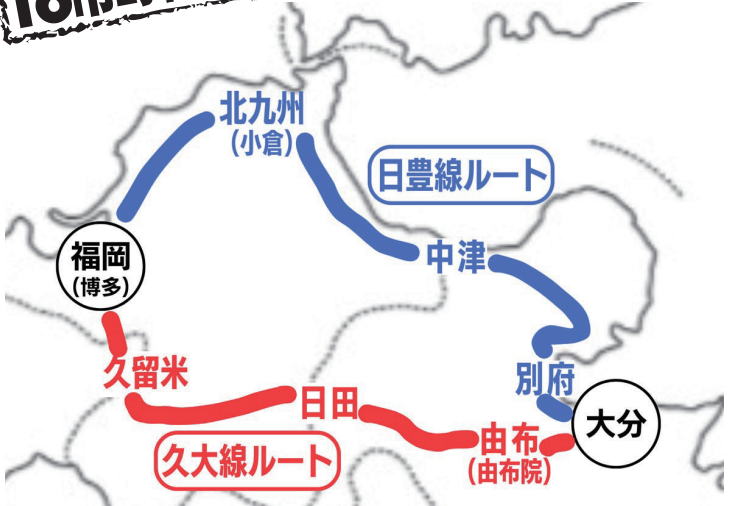 北九州
(小倉)
日豊線ルート
中津
福岡
(博多)
久留米
別府
日田
大分
由布
(由布院)
久大線ルート